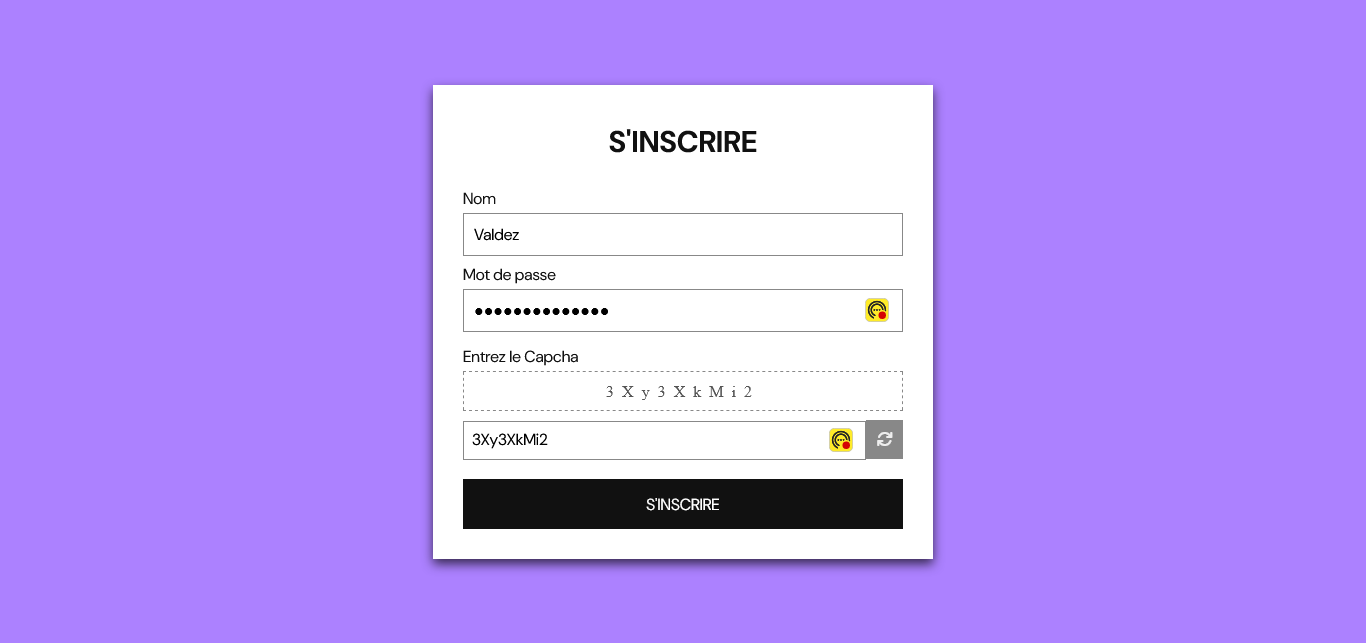 S'INSCRIRE
Nom
Valdez
Mot de passe
●●●●●●●●●●●●●●
Entrez le Capcha
3 X y 3 X k M i 2
3Xy3XkMi2
S'INSCRIRE